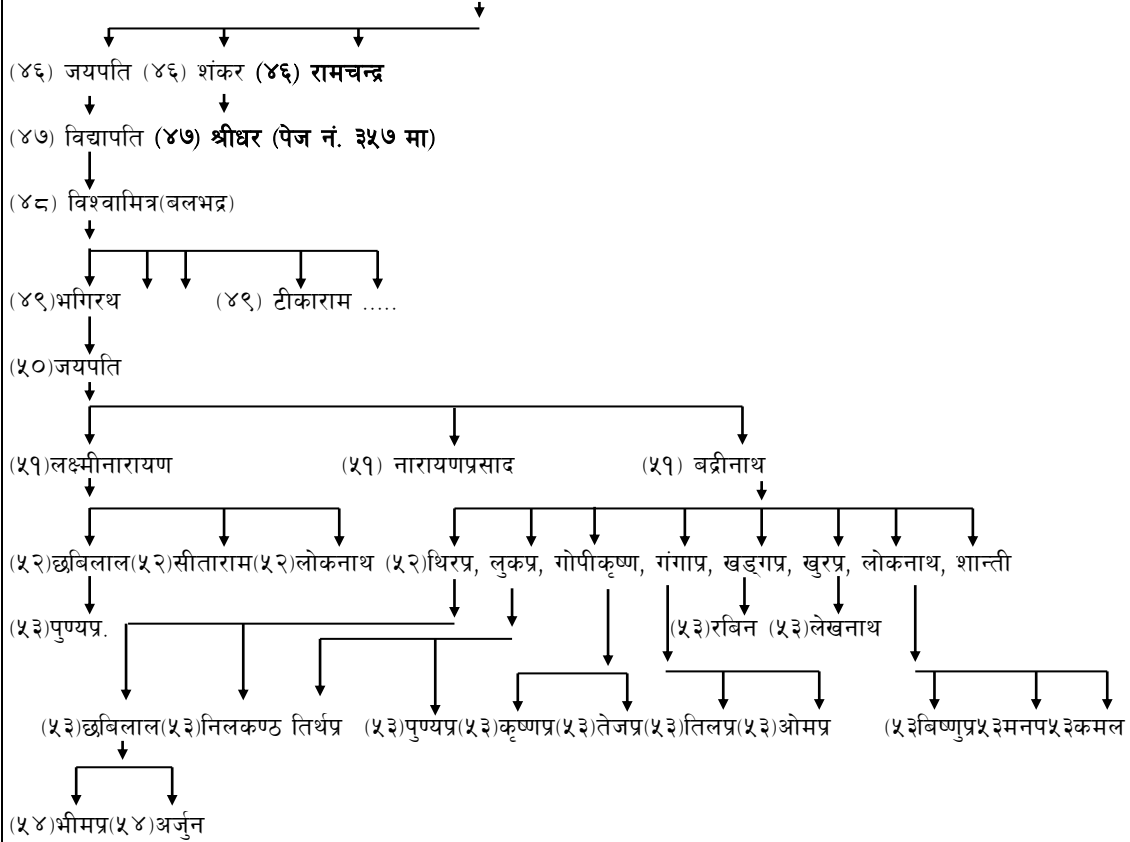 (४६) जयपति (४६) शंकर (४६) रामचन्द्र
(४७) विद्यापति (४७) श्रीधर (पेज नं. ३५७ मा)
(४८) विश्वामित्र(बलभद्र)
(४९)भगिरथ (४९) टीकाराम .....
(५०)जयपति
(५१)लक्ष्मीनारायण (५१) नारायणप्रसाद (५१) बद्रीनाथ
(५२)छबिलाल(५२)सीताराम(५२)लोकनाथ (५२)थिरप्र, लुकप्र, गोपीकृष्ण, गंगाप्र, खड्गप्र, खुरप्र, लोकनाथ, शान्ती
(५३)पुण्यप्र. (५३)रबिन (५३)लेखनाथ
(५३)छबिलाल(५३)निलकण्ठ तिर्थप्र (५३)पुण्यप्र(५३)कृष्णप्र(५३)तेजप्र(५३)तिलप्र(५३)ओमप्र (५३बिष्णुप्र५३मनप५३कमल
(५४)भीमप्र(५४)अर्जुन